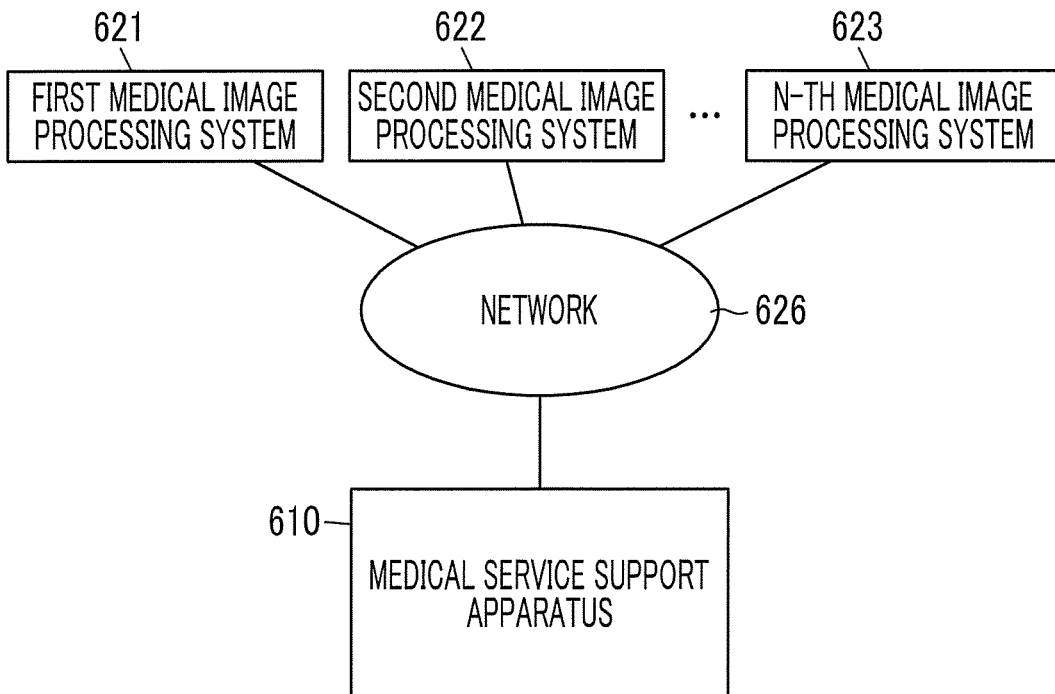 621
622
623
FIRST MEDICAL IMAGE
PROCESSING SYSTEM
SECOND MEDICAL IMAGE
PROCESSING SYSTEM
...
N-TH MEDICAL IMAGE
PROCESSING SYSTEM
NETWORK
626
610
MEDICAL SERVICE SUPPORT
APPARATUS